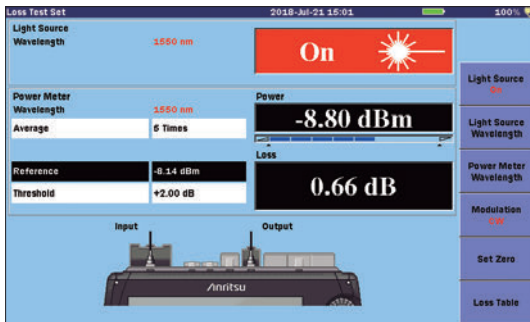 Loss Test Set 2018-Jul-21 15:01 100%
Light Source
Wavelength 1550 nm
On
Power Meter
Wavelength 1550 nm
Average 5 Times
Power
-8.80 dBm
Reference -8.14 dBm
Threshold +2.00 dB
Loss
0.66 dB
Input Output
Anritsu
Light Source
On
Light Source
Wavelength
Power Meter
Wavelength
Modulation
CW
Set Zero
Loss Table